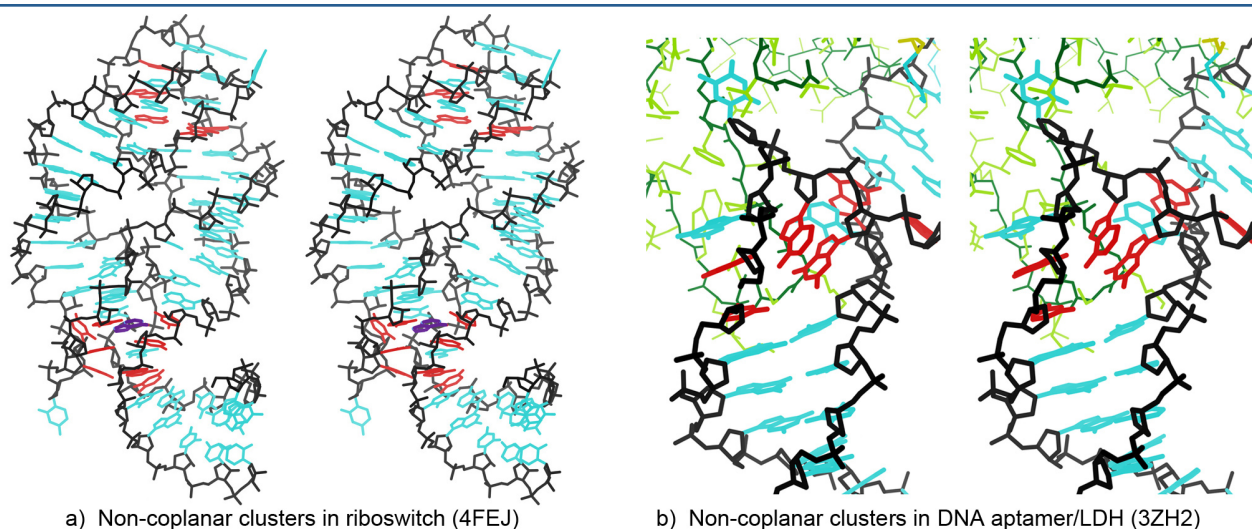 a) Non-coplanar clusters in riboswitch (4FEJ)
b) Non-coplanar clusters in DNA aptamer/LDH (3ZH2)